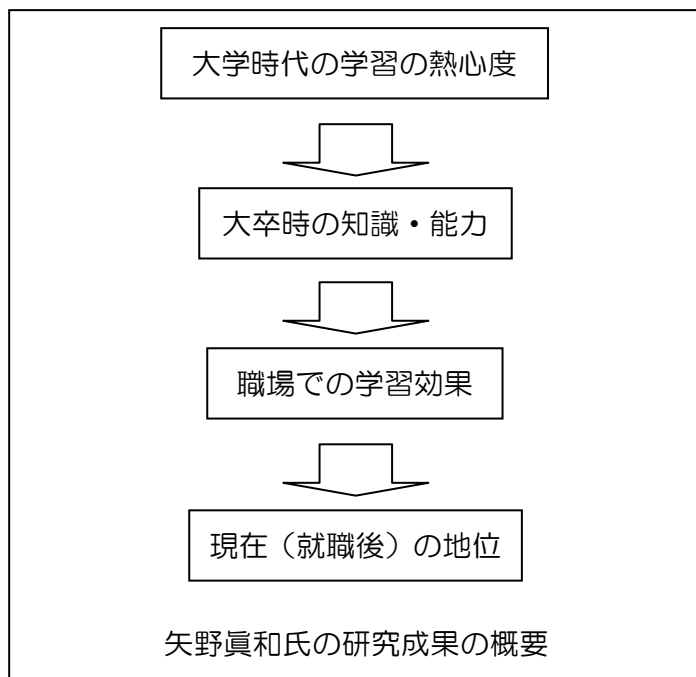 大学時代の学習の熱心度
大卒時の知識・能力
職場での学習効果
現在（就職後）の地位
矢野眞和氏の研究成果の概要